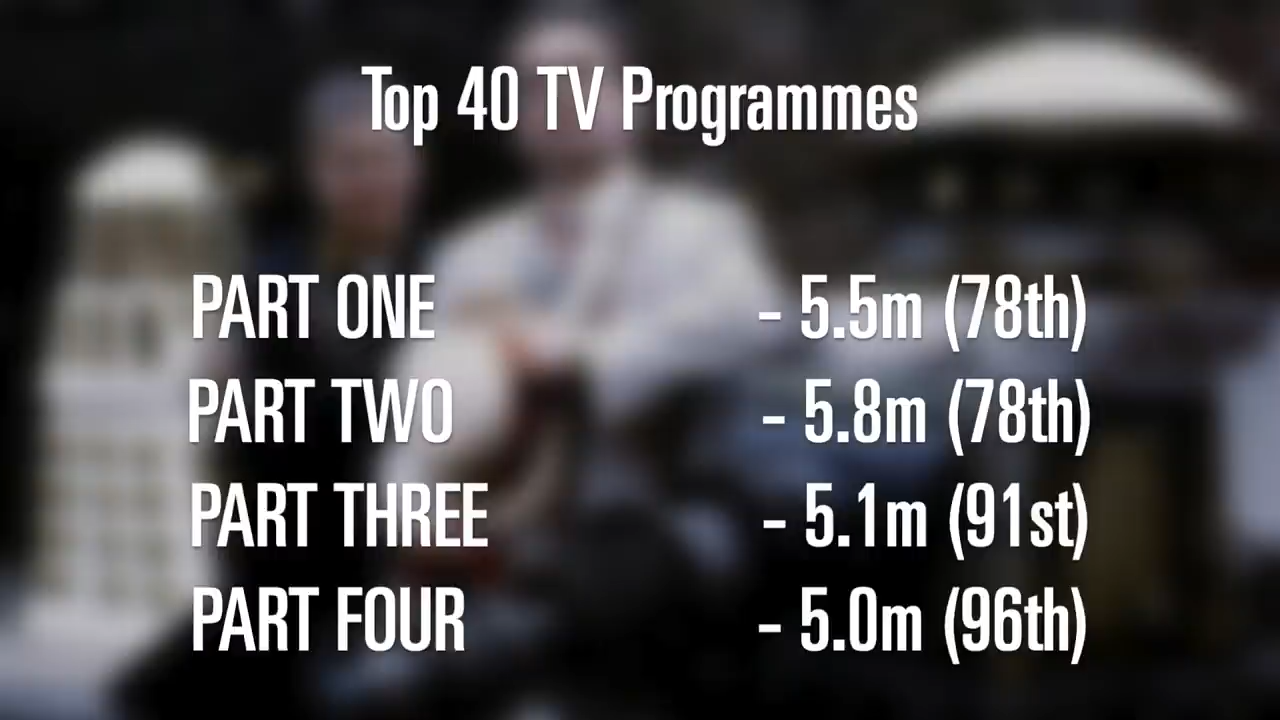 Top 40 TV Programmes
PART ONE - 5.5m (78th)
PART TWO - 5.8m (78th)
PART THREE - 5.1m (91st)
PART FOUR - 5.0m (96th)